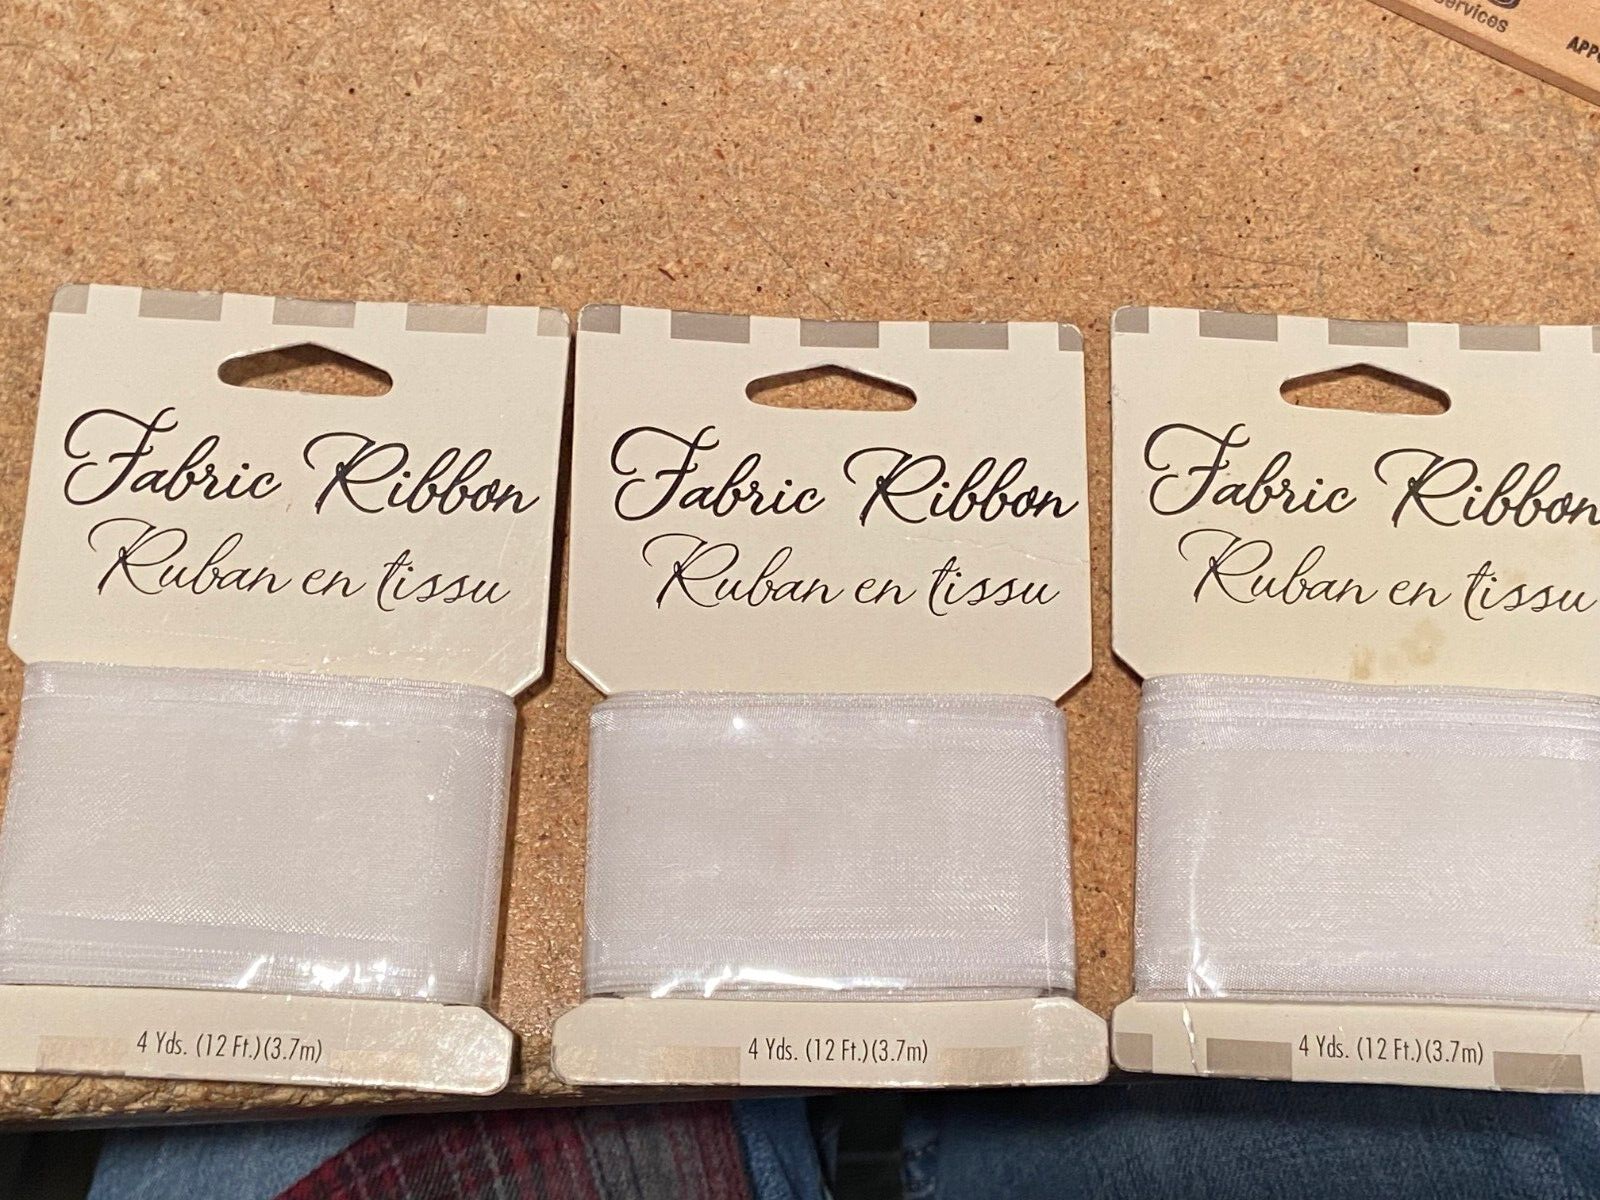 services
Fabric Ribbon
Ruban en tissu
4 Yds. (12 Ft.)(3.7m)
Fabric Ribbon
Ruban en tissu
4 Yds. (12 Ft.)(3.7m)
Fabric Ribbon
Ruban en tissu
4 Yds. (12 Ft.)(3.7m)